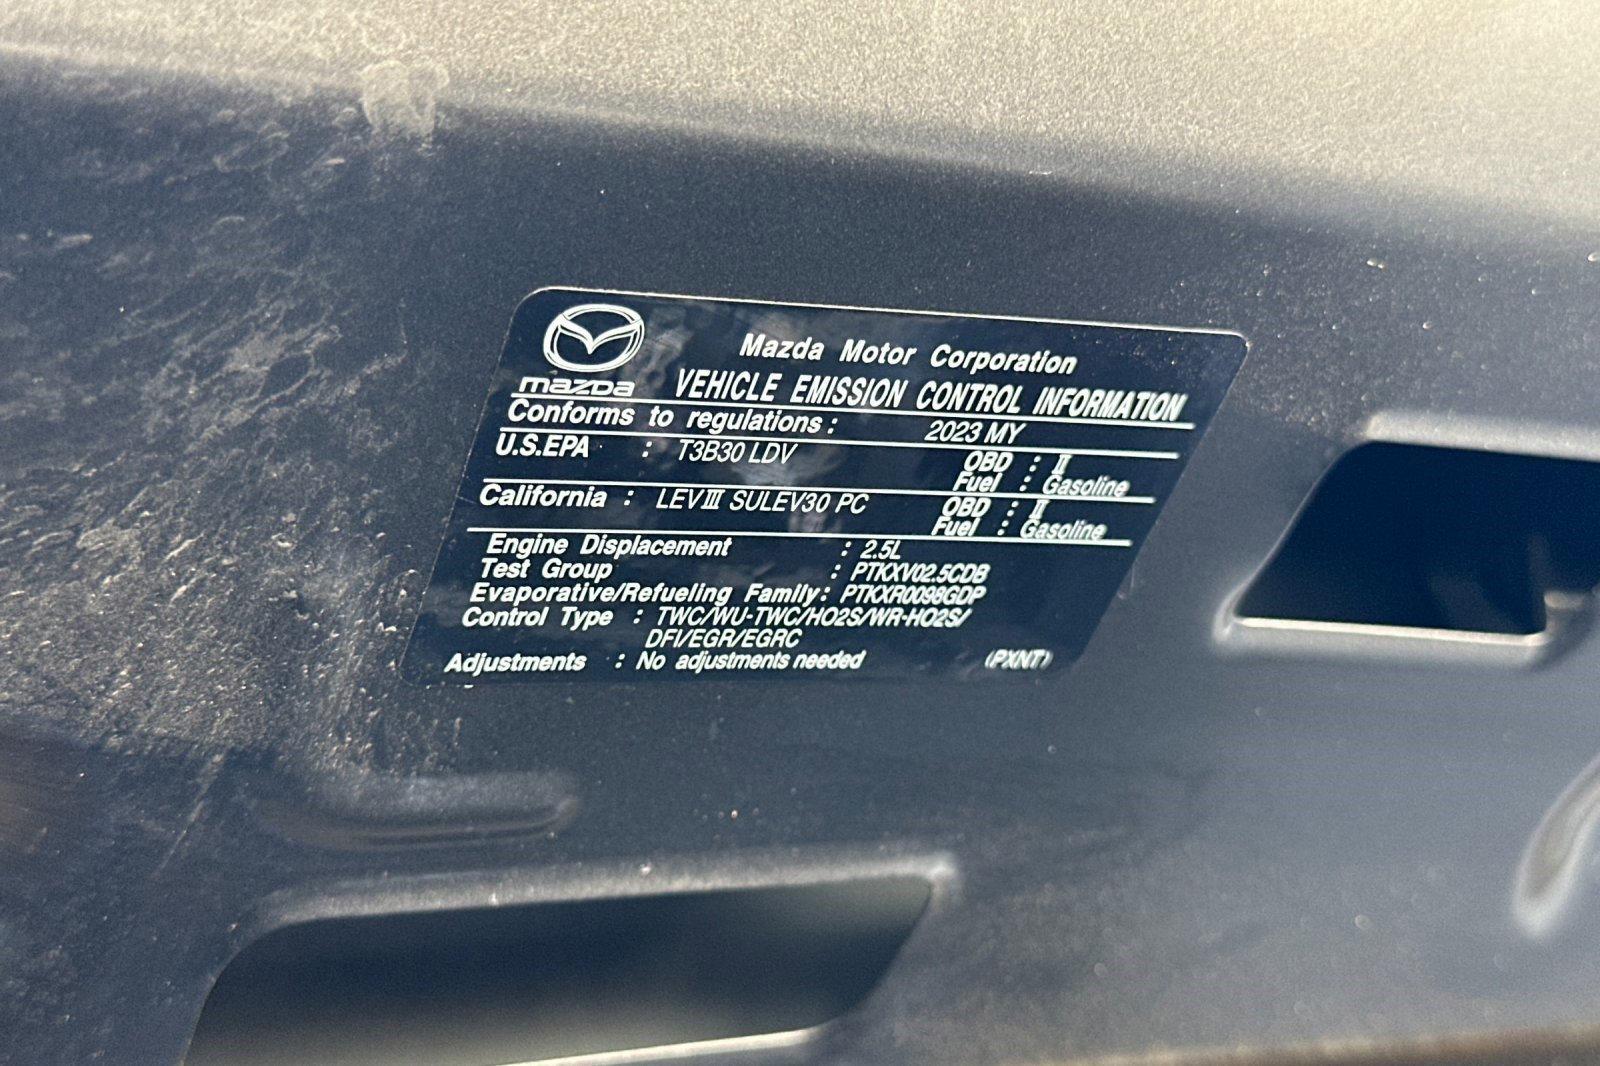 mazda
Mazda Motor Corporation
VEHICLE EMISSION CONTROL INFORMATION
Conforms to regulations : 2023 MY
U.S.EPA : T3B30 LDV OBD : II
Fuel : Gasoline
California : LEVIII SULEV30 PC OBD : II
Fuel : Gasoline
Engine Displacement : 2.5L
Test Group : PTKXV02.5CDB
Evaporative/Refueling Family: PTKXR0098GDP
Control Type : TWC/WU-TWC/HO2S/WR-HO2S/
DFI/EGR/EGRC
Adjustments : No adjustments needed (PXNT)